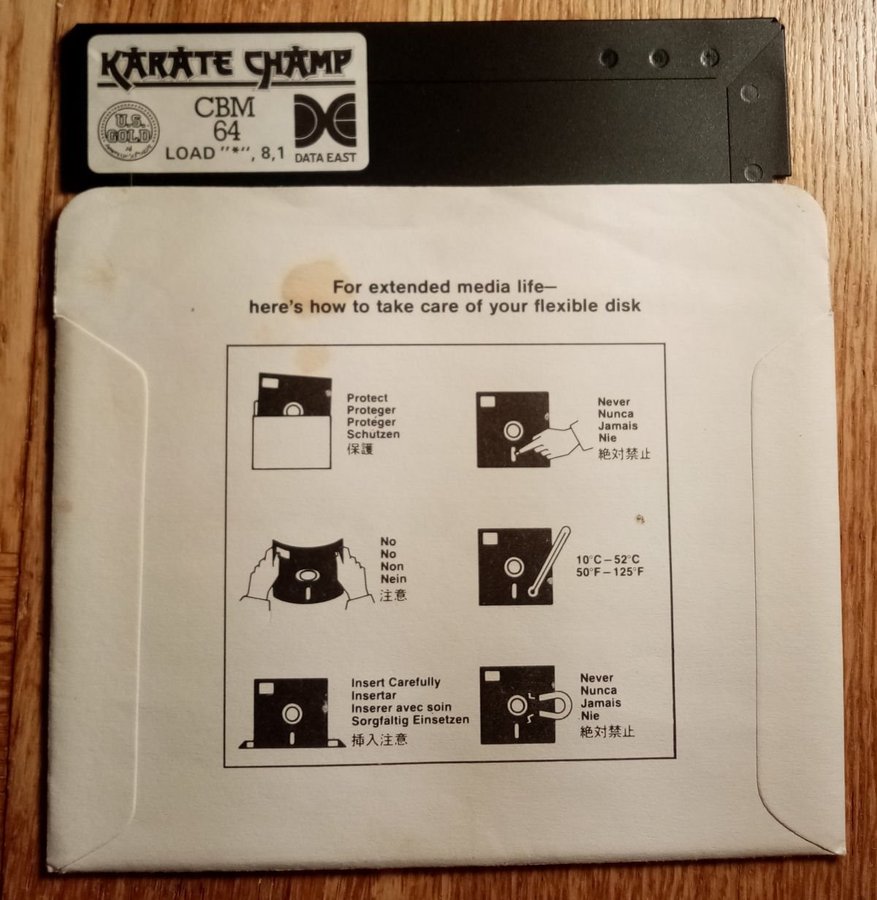 KARATE CHAMP
U.S.
GOLD
CBM
64
LOAD "*", 8,1
DATA EAST
For extended media life—
here's how to take care of your flexible disk
Protect
Proteger
Protéger
Schutzen
保護
Never
Nunca
Jamais
Nie
絶対禁止
No
No
Non
Nein
注意
10°C–52°C
50°F–125°F
Insert Carefully
Insertar
Inserer avec soin
Sorgfaltig Einsetzen
挿入注意
Never
Nunca
Jamais
Nie
絶対禁止